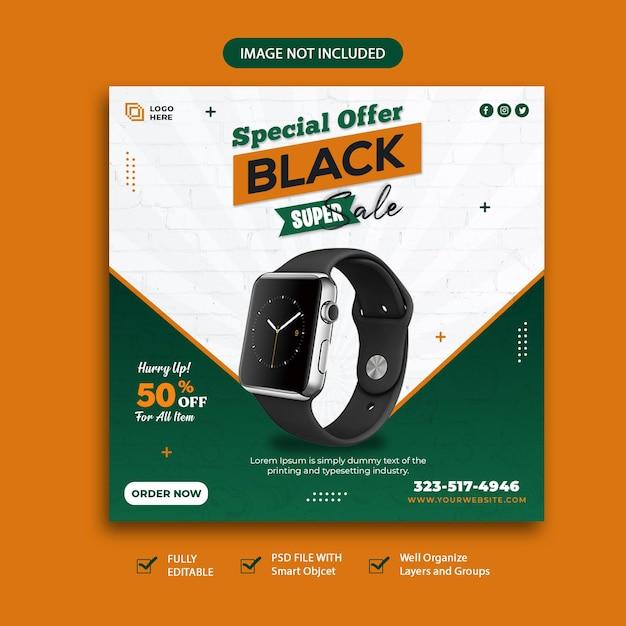 IMAGE NOT INCLUDED
LOGO
HERE
Special Offer
BLACK
SUPER Sale
9
Hurry Up!
50% OFF
For All Item
Lorem Ipsum is simply dummy text of the
printing and typesetting industry.
ORDER NOW
323-517-4946
WWW.YOURWEBSITE.COM
FULLY
EDITABLE
PSD FILE WITH
Smart Objcet
Well Organize
Layers and Groups